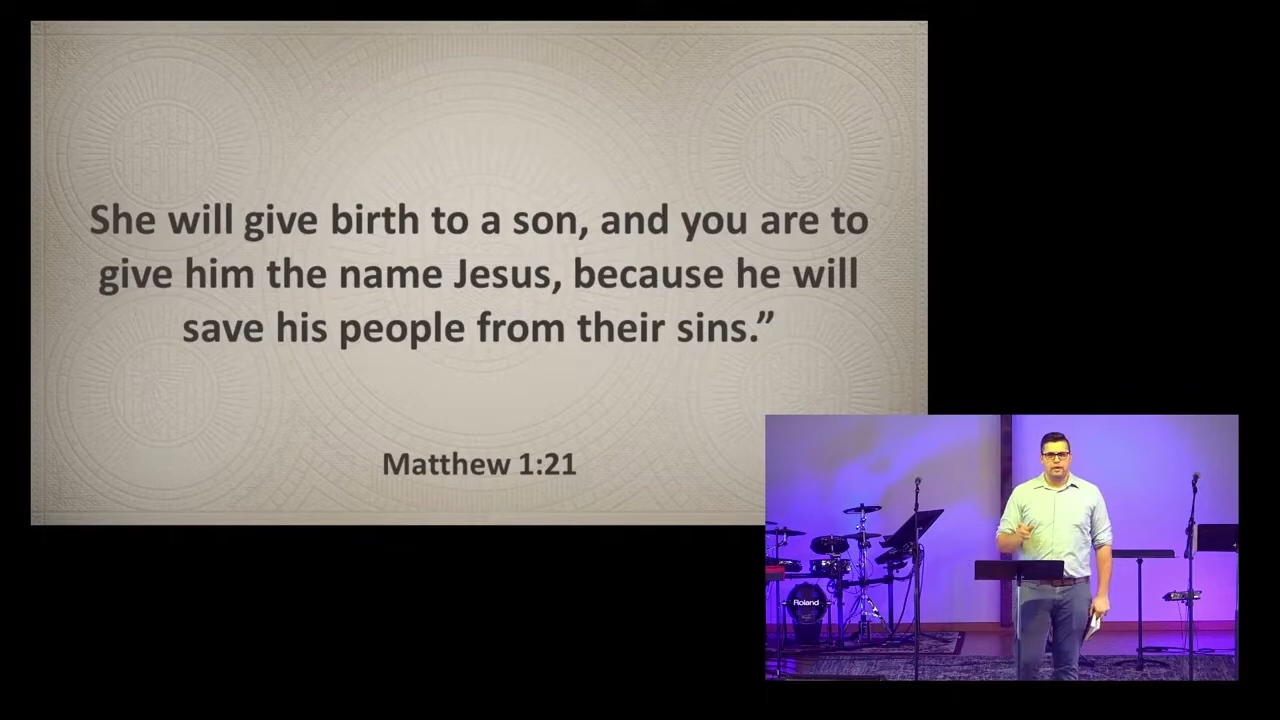 She will give birth to a son, and you are to
give him the name Jesus, because he will
save his people from their sins.”
Matthew 1:21
Roland